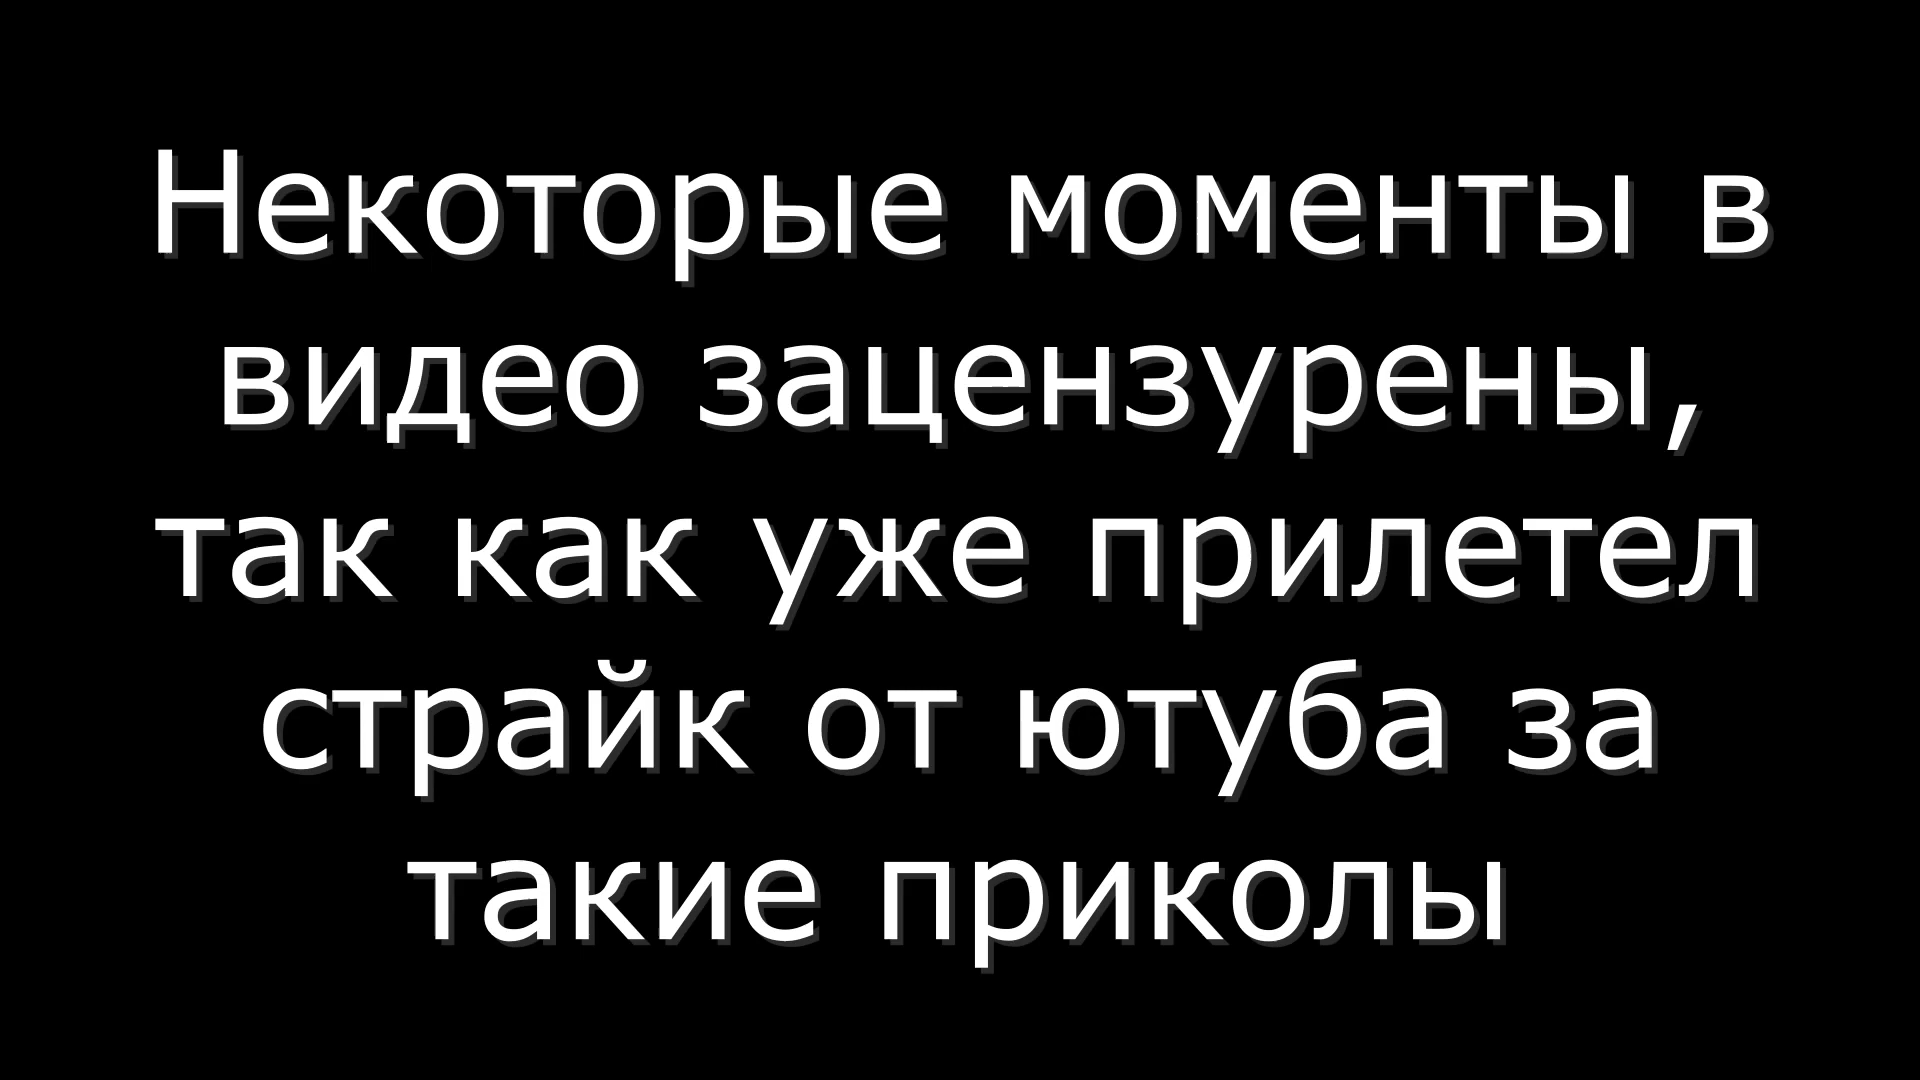 Некоторые моменты в
видео зацензурены,
так как уже прилетел
страйк от ютуба за
такие приколы